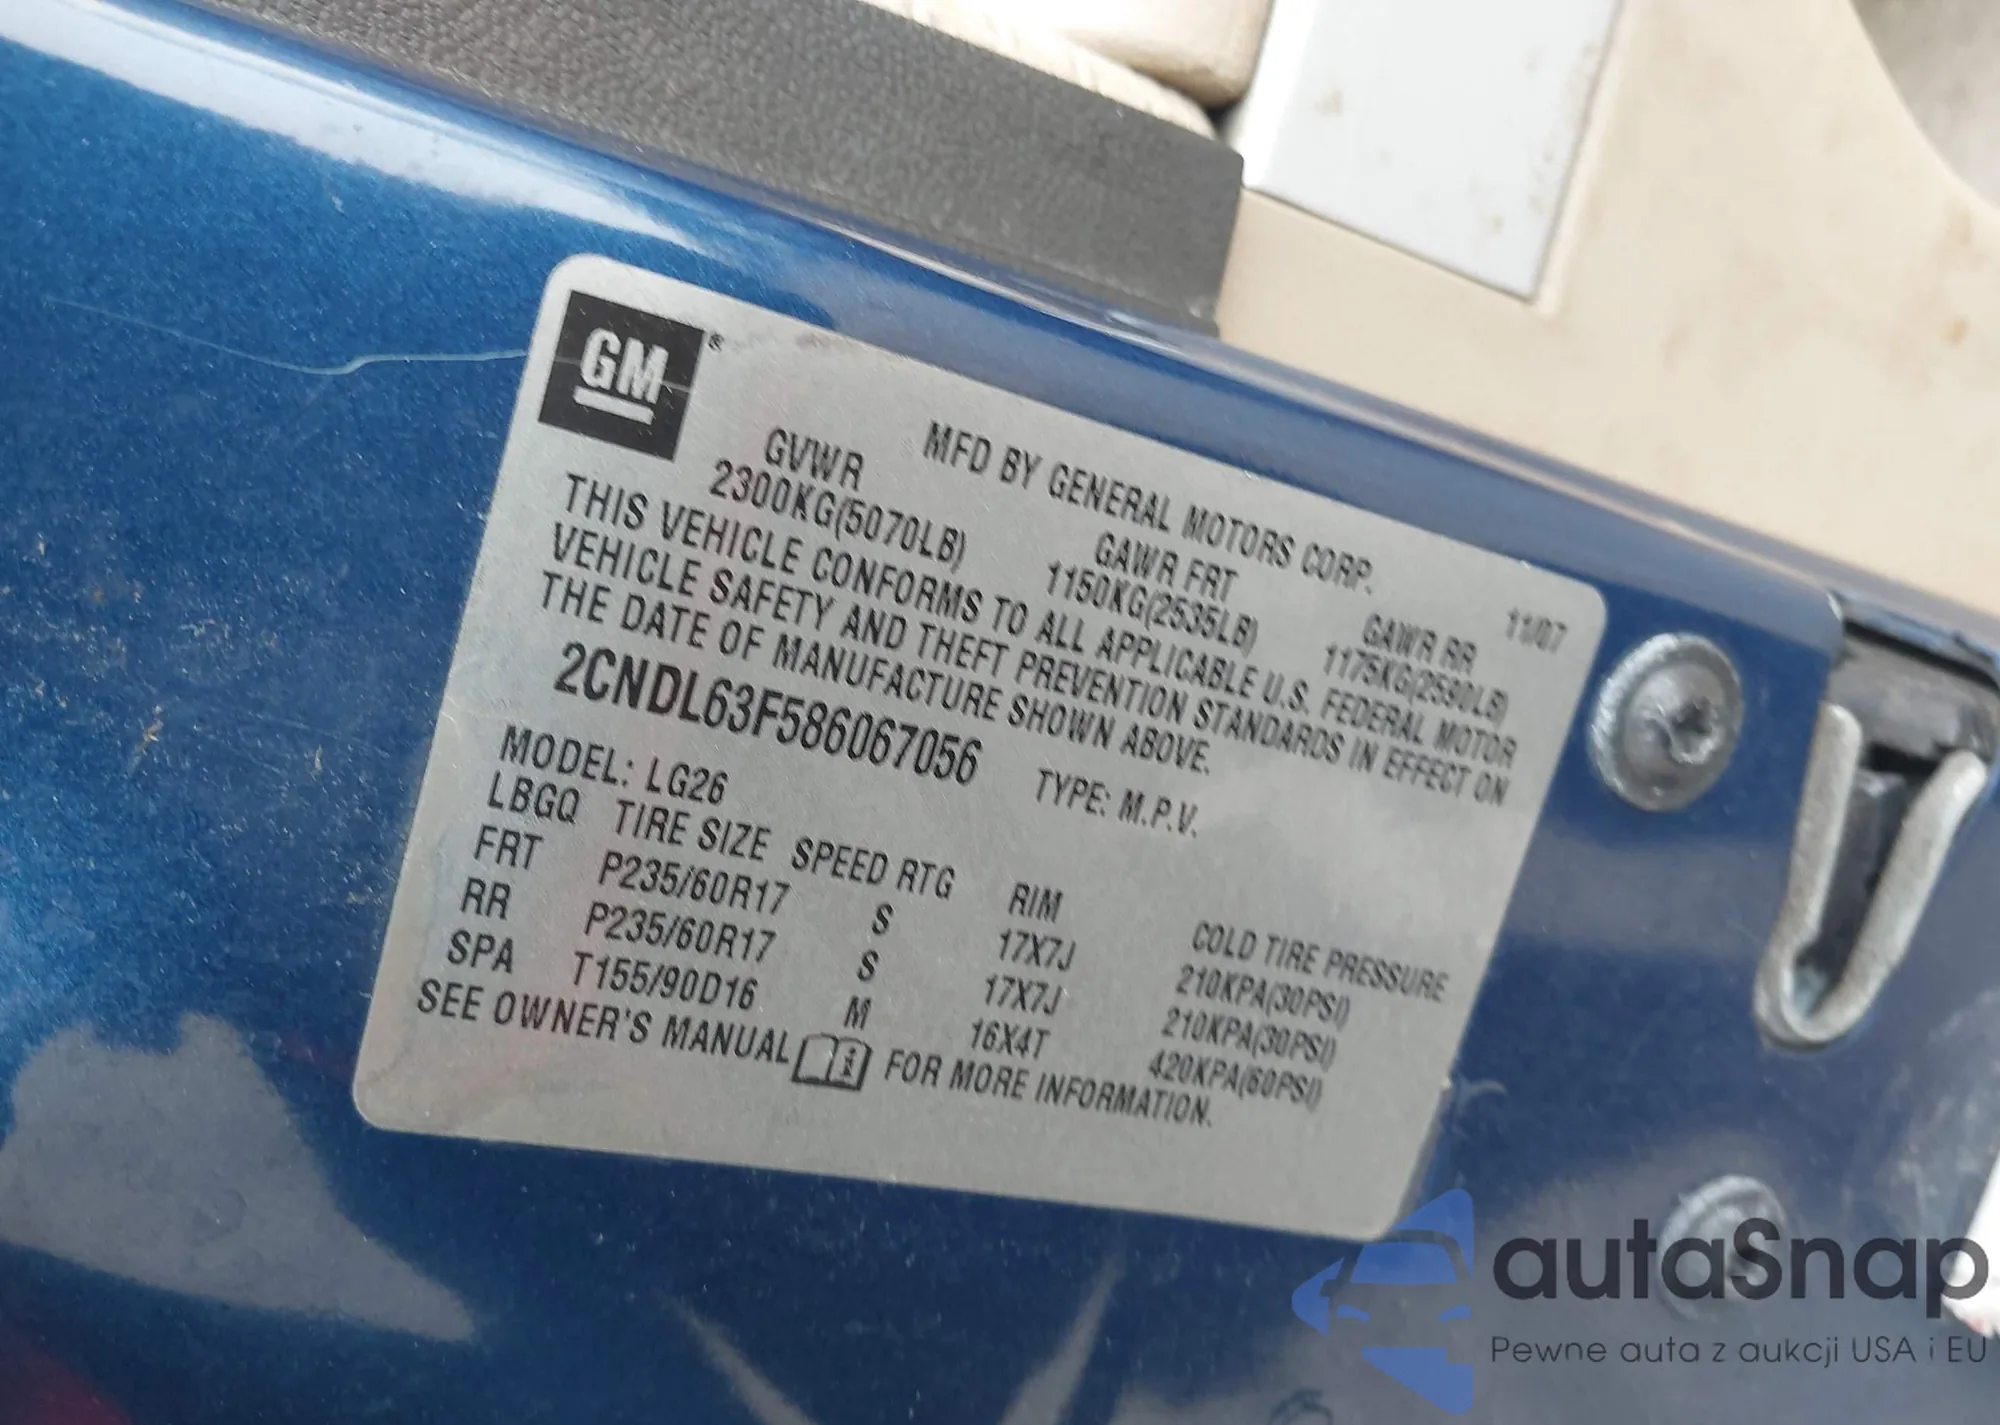 GM®
MFD BY GENERAL MOTORS CORP. 11/07
GVWR GAWR FRT GAWR RR
2300KG(5070LB) 1150KG(2535LB) 1175KG(2590LB)
THIS VEHICLE CONFORMS TO ALL APPLICABLE U.S. FEDERAL MOTOR
VEHICLE SAFETY AND THEFT PREVENTION STANDARDS IN EFFECT ON
THE DATE OF MANUFACTURE SHOWN ABOVE.
2CNDL63F586067056 TYPE: M.P.V.
MODEL: LG26
LBGQ TIRE SIZE SPEED RTG RIM COLD TIRE PRESSURE
FRT P235/60R17 S 17X7J 210KPA(30PSI)
RR P235/60R17 S 17X7J 210KPA(30PSI)
SPA T155/90D16 M 16X4T 420KPA(60PSI)
SEE OWNER'S MANUAL i FOR MORE INFORMATION.
autaSnap
Pewne auta z aukcji USA i EU